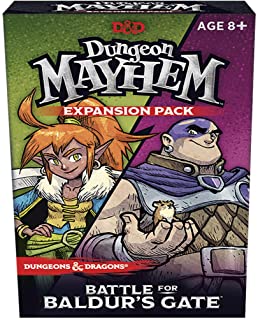 D&D
AGE 8+
Dungeon
MAYHEM
EXPANSION PACK
DUNGEONS & DRAGONS®
BATTLE FOR
BALDUR'S GATE